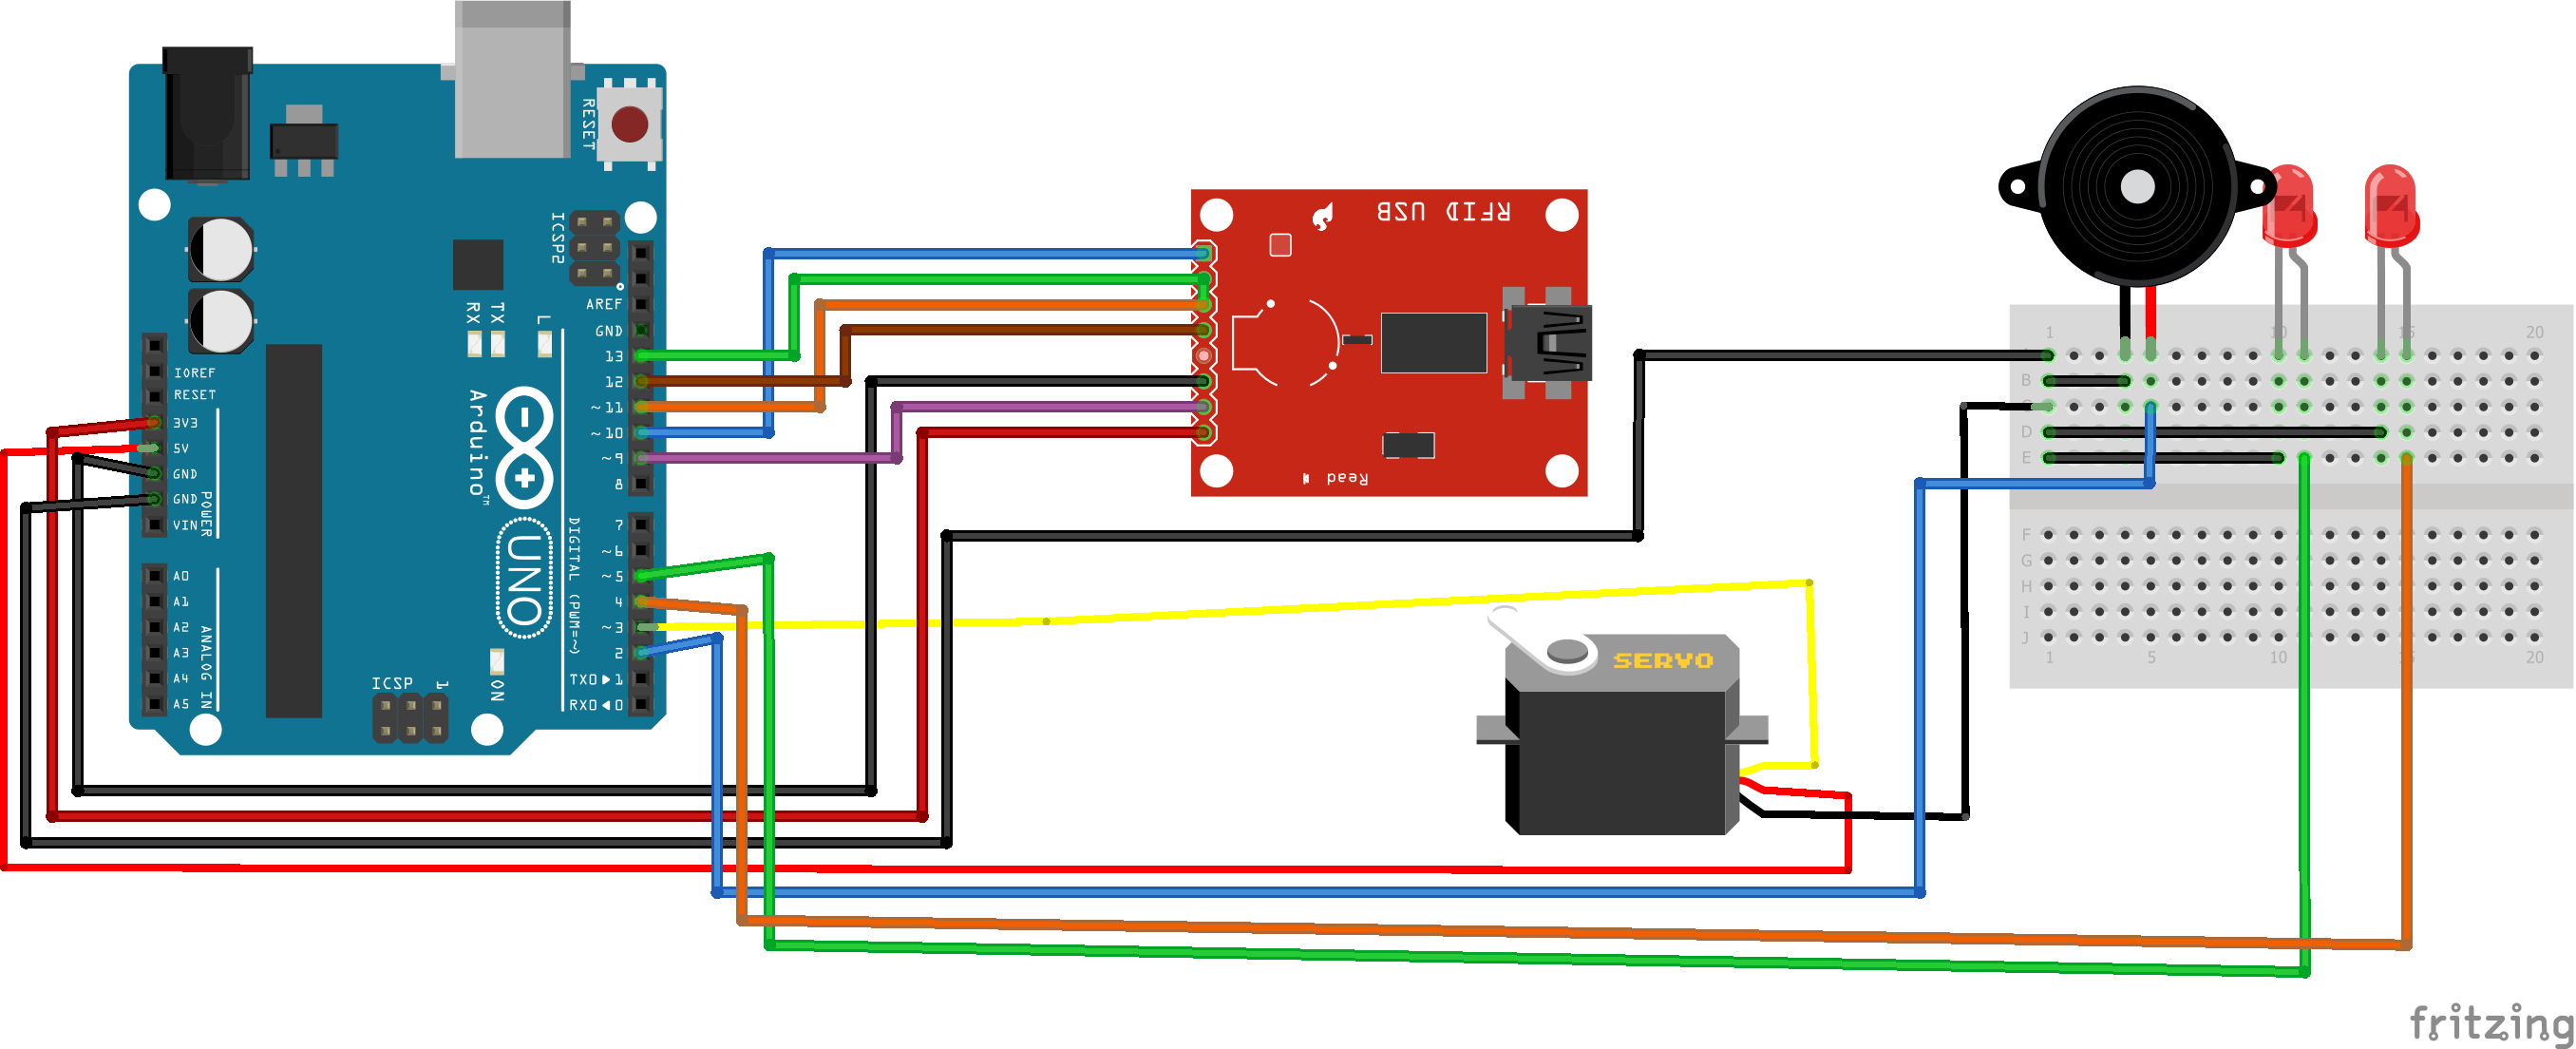 RESET
ICSP2
AREF
GND
13
12
~11
~10
~9
8
7
~6
~5
4
~3
2
TX0▶1
RX0◀0
DIGITAL (PWM=~)
RX
TX
L
IOREF
RESET
3V3
5V
GND
GND
VIN
POWER
A0
A1
A2
A3
A4
A5
ANALOG IN
Arduino™
UNO
ICSP
1
ON
RFID USB
Read
SERVO
1 10 15 20
A
B
C
D
E
F
G
H
I
J
1 5 10 15 20
fritzing